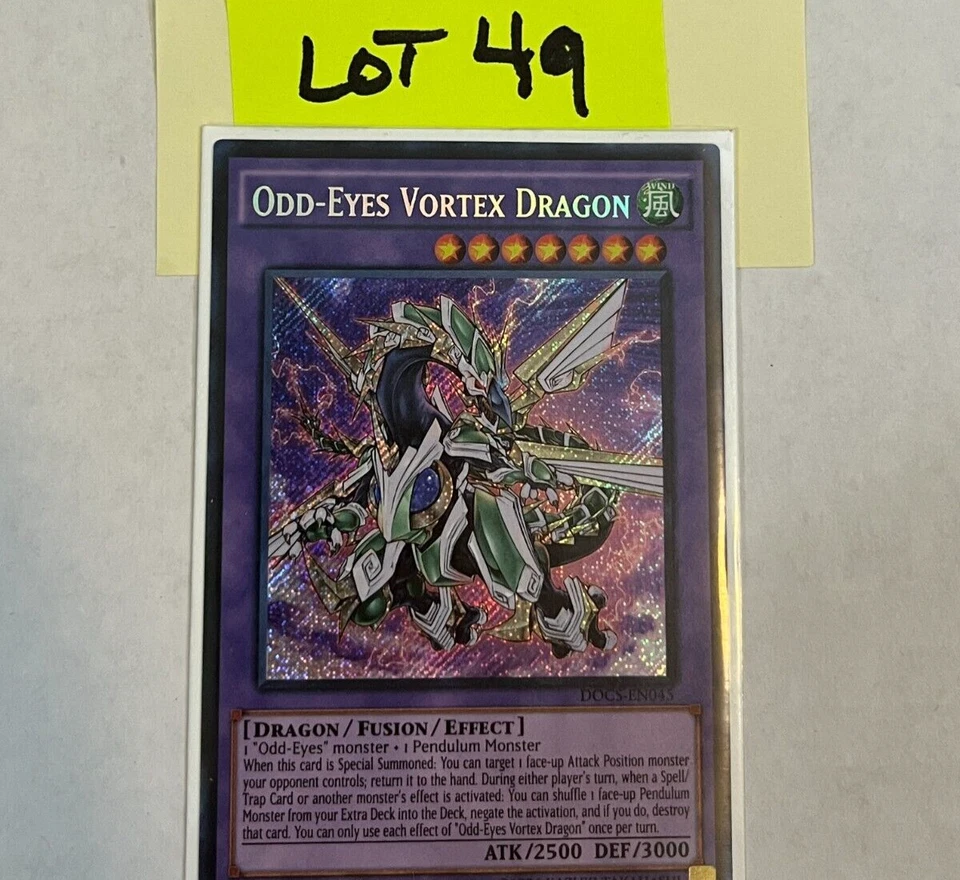 LOT 49
ODD-EYES VORTEX DRAGON
WIND
風
DOCS-EN045
[DRAGON/FUSION/EFFECT]
1 "Odd-Eyes" monster + 1 Pendulum Monster
When this card is Special Summoned: You can target 1 face-up Attack Position monster
your opponent controls; return it to the hand. During either player's turn, when a Spell/
Trap Card or another monster's effect is activated: You can shuffle 1 face-up Pendulum
Monster from your Extra Deck into the Deck, negate the activation, and if you do, destroy
that card. You can only use each effect of "Odd-Eyes Vortex Dragon" once per turn.
ATK/2500 DEF/3000